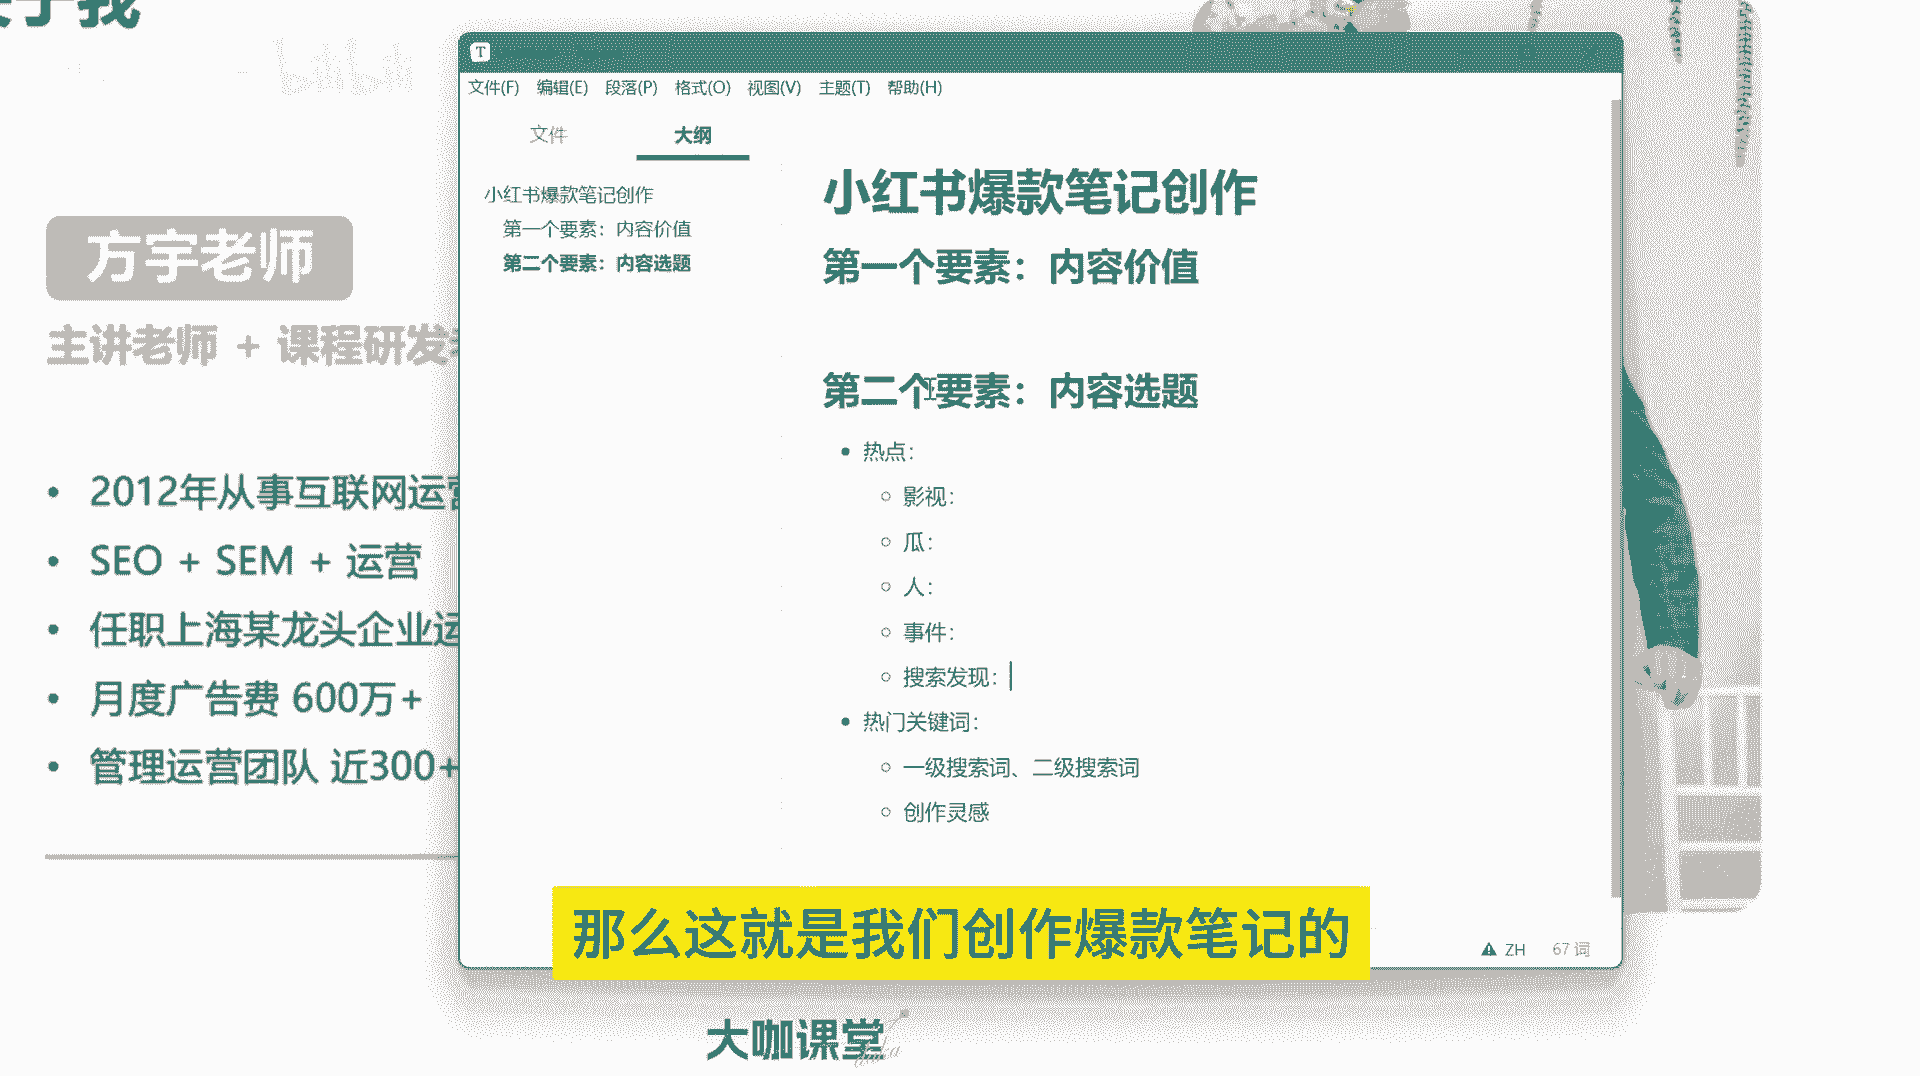 关于我
bilibili
T
文件(F) 编辑(E) 段落(P) 格式(O) 视图(V) 主题(T) 帮助(H)
文件 大纲
小红书爆款笔记创作
第一个要素：内容价值
第二个要素：内容选题
小红书爆款笔记创作
第一个要素：内容价值
第二个要素：内容选题
热点：
影视：
瓜：
人：
事件：
搜索发现：
热门关键词：
一级搜索词、二级搜索词
创作灵感
ZH 67 词
方宇老师
主讲老师 + 课程研发
2012年从事互联网运营
SEO + SEM + 运营
任职上海某龙头企业运
月度广告费 600万+
管理运营团队 近300+
那么这就是我们创作爆款笔记的
大咖课堂
daka